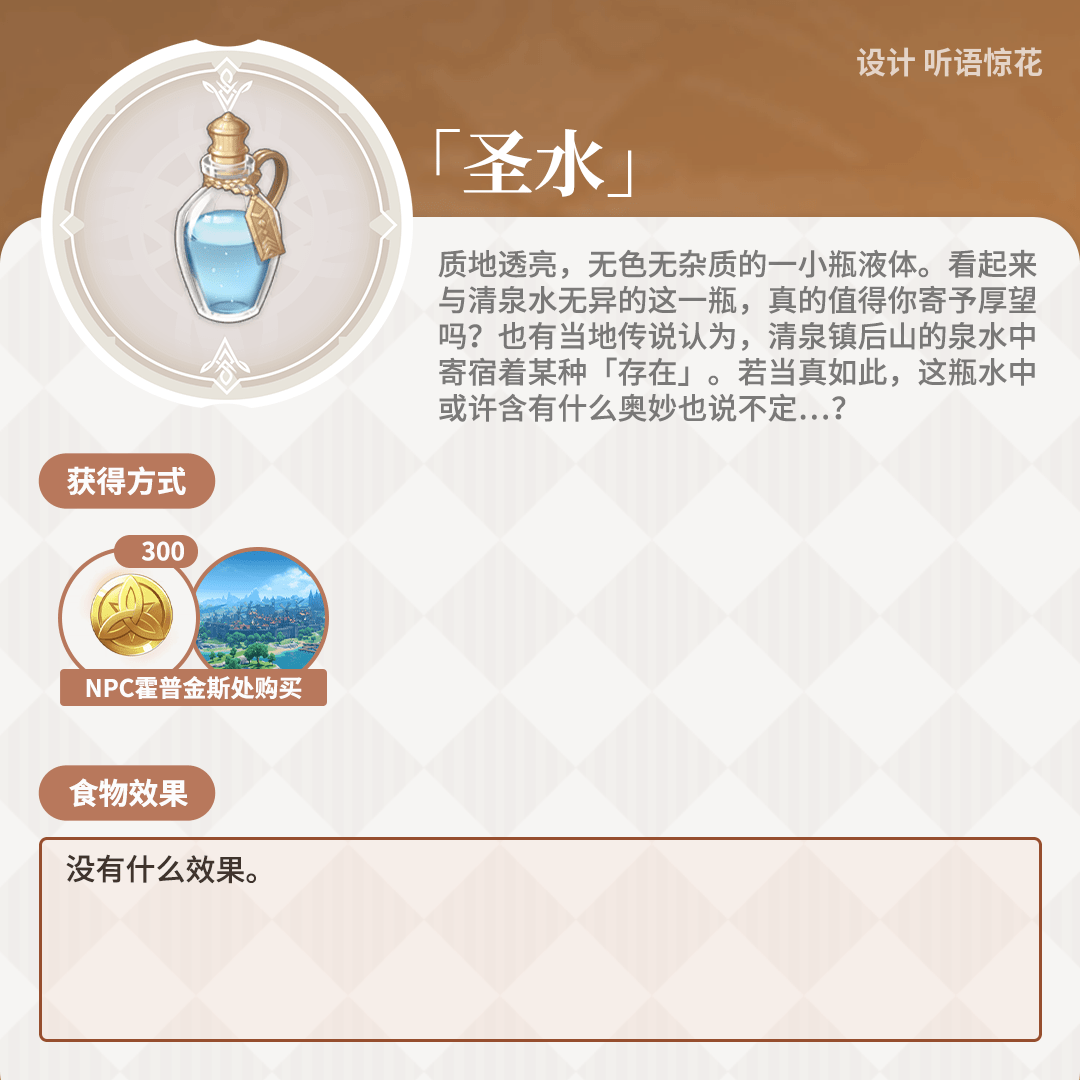 设计 听语惊花
「圣水」
质地透亮，无色无杂质的一小瓶液体。看起来
与清泉水无异的这一瓶，真的值得你寄予厚望
吗？也有当地传说认为，清泉镇后山的泉水中
寄宿着某种「存在」。若当真如此，这瓶水中
或许含有什么奥妙也说不定…？
获得方式
300
NPC霍普金斯处购买
食物效果
没有什么效果。